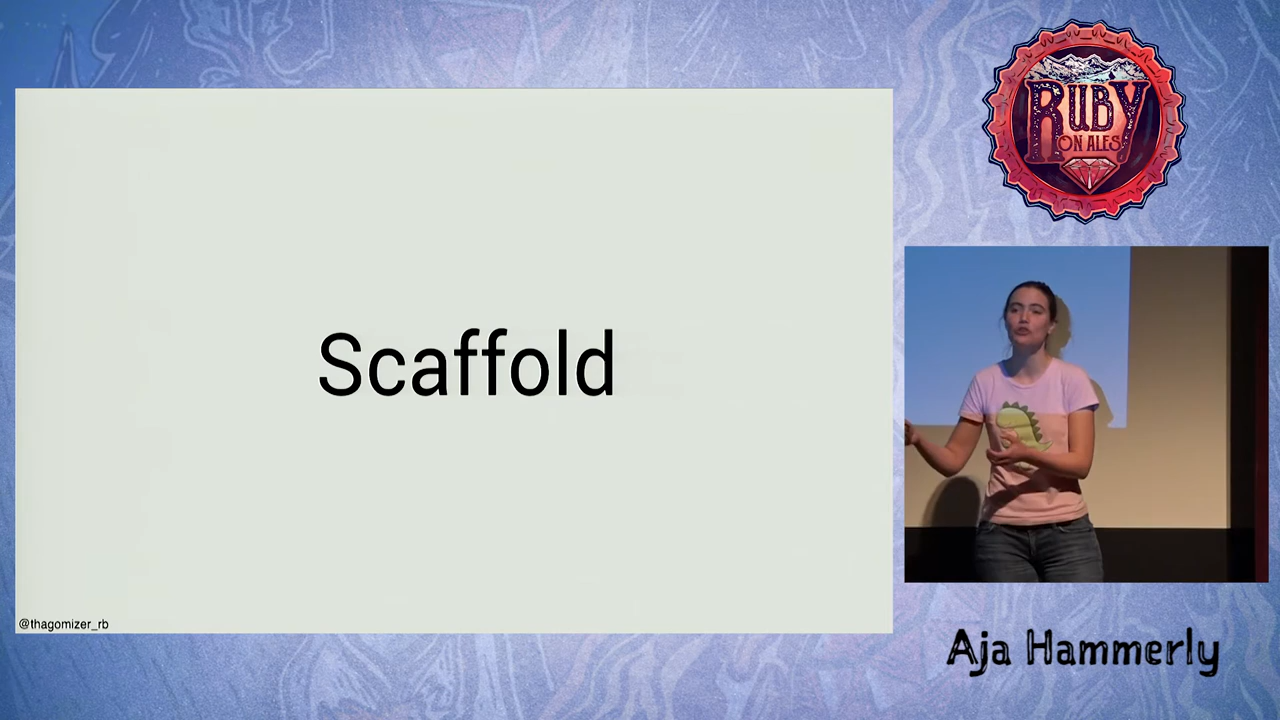 Scaffold
@thagomizer_rb
RUBY
ON ALES
Aja Hammerly